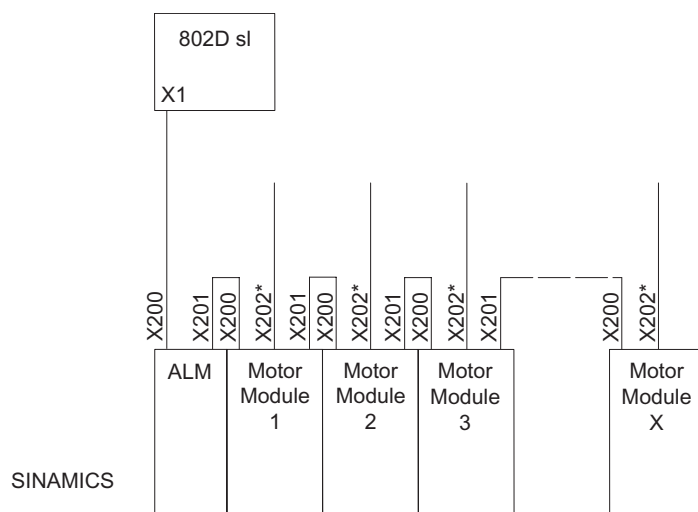 802D sl
X1
X200
X201
X200
X202*
X201
X200
X202*
X201
X200
X202*
X201
X200
X202*
ALM
Motor
Module
1
Motor
Module
2
Motor
Module
3
Motor
Module
X
SINAMICS